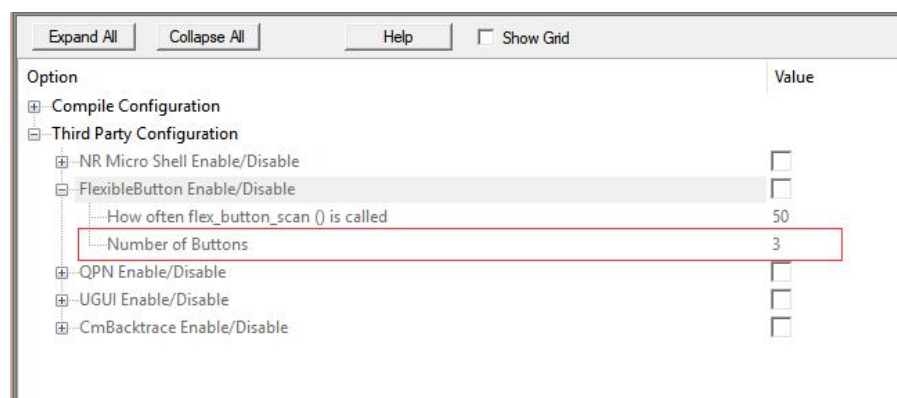 Expand All Collapse All Help Show Grid
Option Value
Compile Configuration
Third Party Configuration
NR Micro Shell Enable/Disable
FlexibleButton Enable/Disable
How often flex_button_scan () is called 50
Number of Buttons 3
QPN Enable/Disable
UGUI Enable/Disable
CmBacktrace Enable/Disable